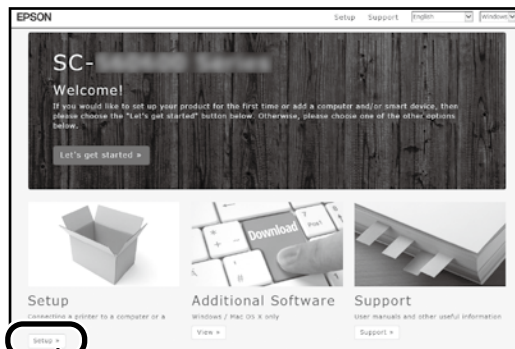 EPSON
Setup Support English Windows
SC-
Welcome!
If you would like to set up your product for the first time or add a computer and/or smart device, then
please choose the "Let's get started" button below. Otherwise, please choose one of the other options
below.
Let's get started »
Download
Setup
Connecting a printer to a computer or a
Setup »
Additional Software
Windows / Mac OS X only
View »
Support
User manuals and other useful information
Support »